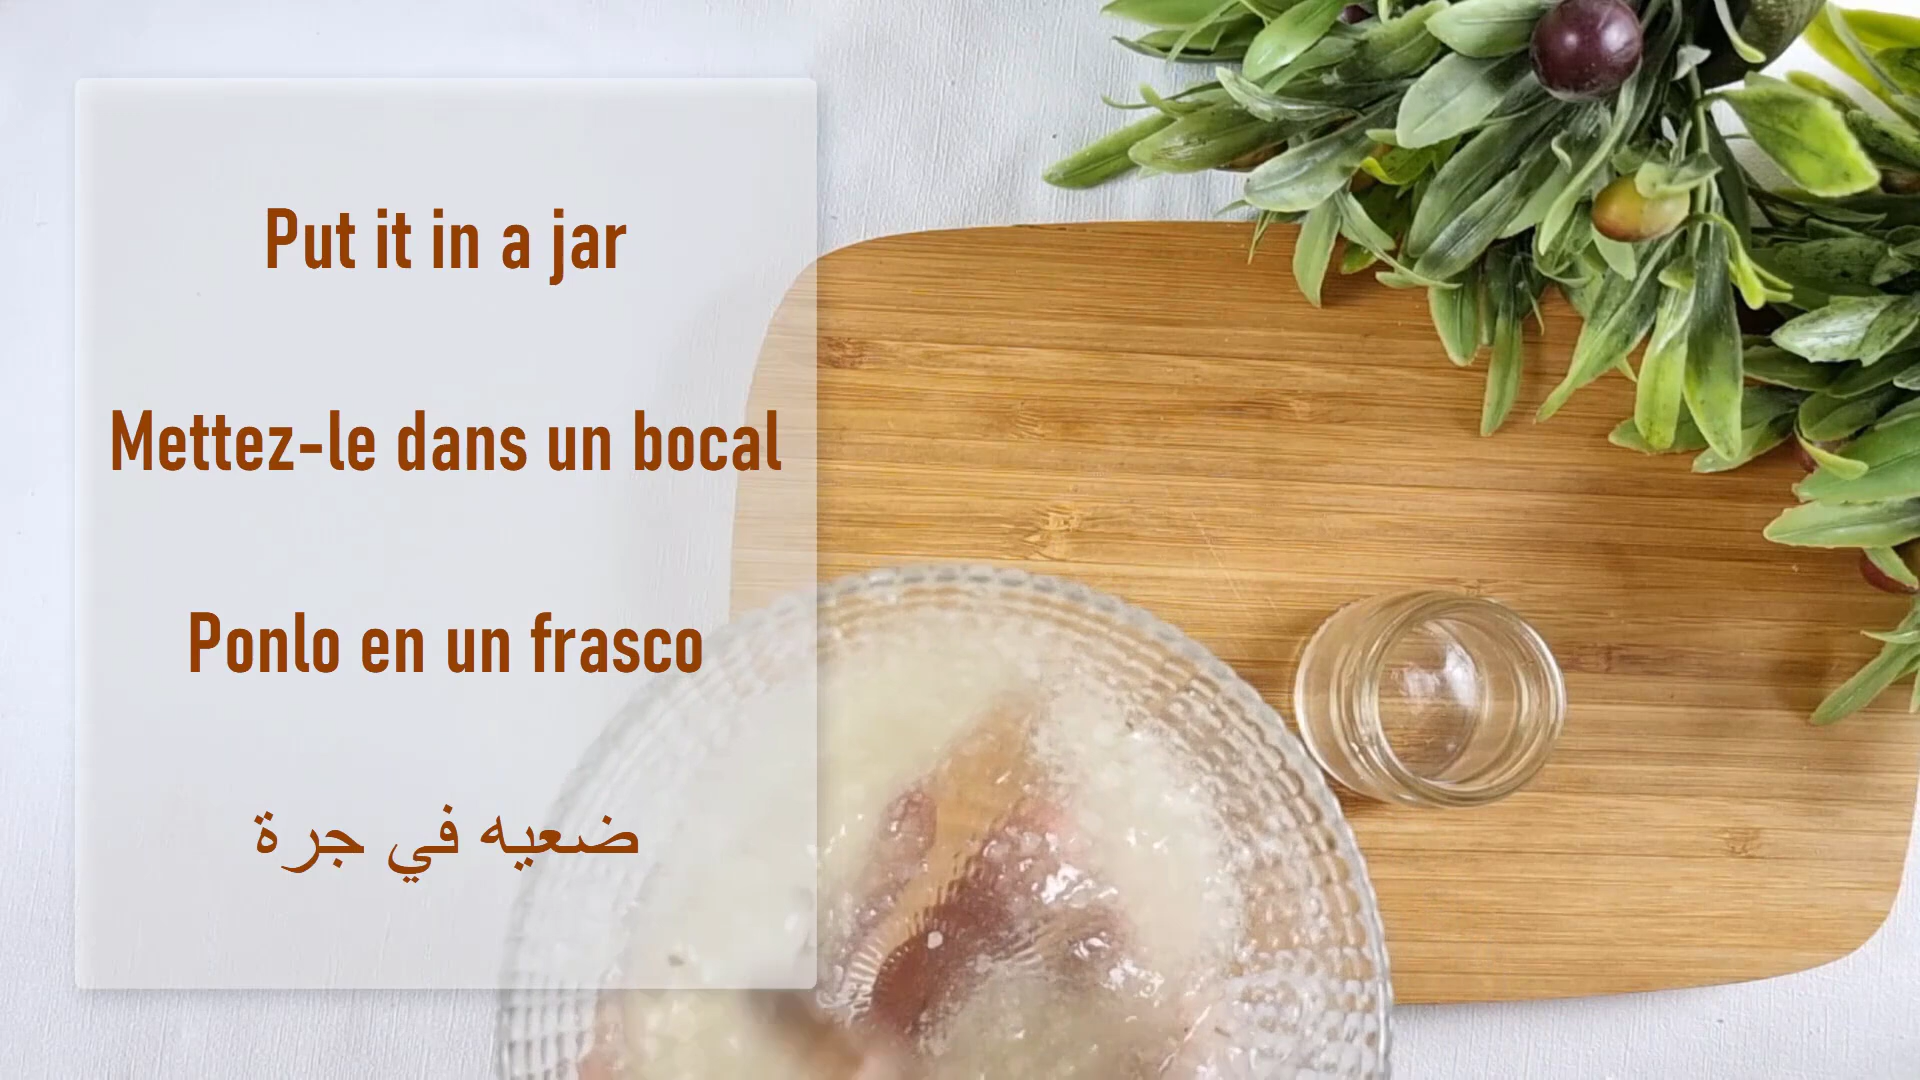 Put it in a jar
Mettez-le dans un bocal
Ponlo en un frasco
ضعيه في جرة